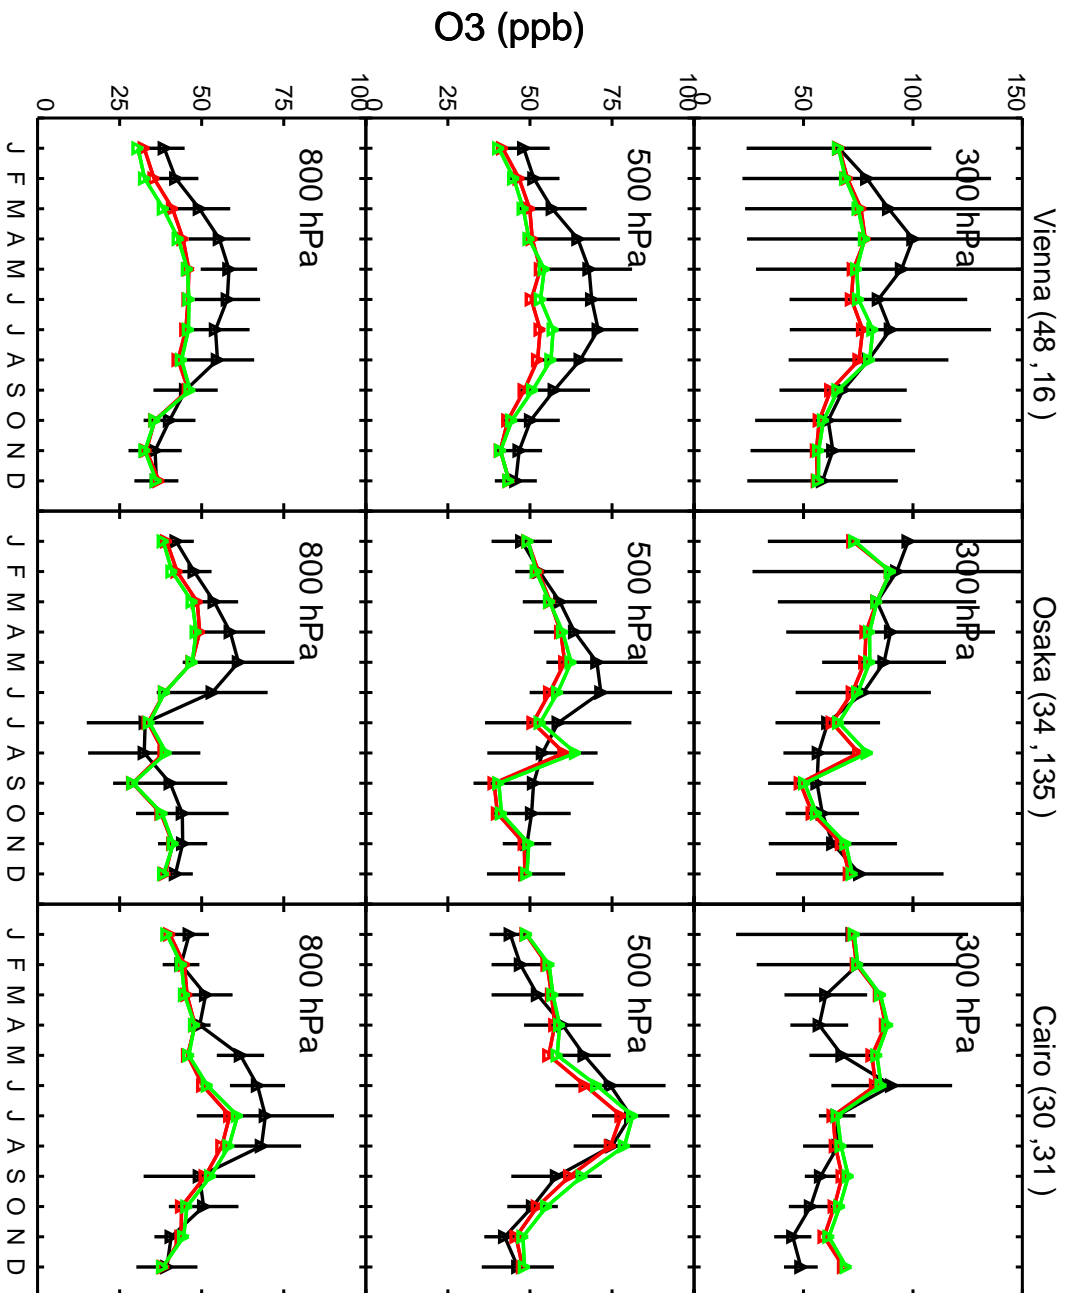 O3 (ppb)
Vienna (48 ,16 )
Osaka (34 ,135 )
Cairo (30 ,31 )
300 hPa
300 hPa
300 hPa
0 50 100 150
500 hPa
500 hPa
500 hPa
0 25 50 75 100
800 hPa
800 hPa
800 hPa
0 25 50 75 100
J F M A M J J A S O N D
J F M A M J J A S O N D
J F M A M J J A S O N D